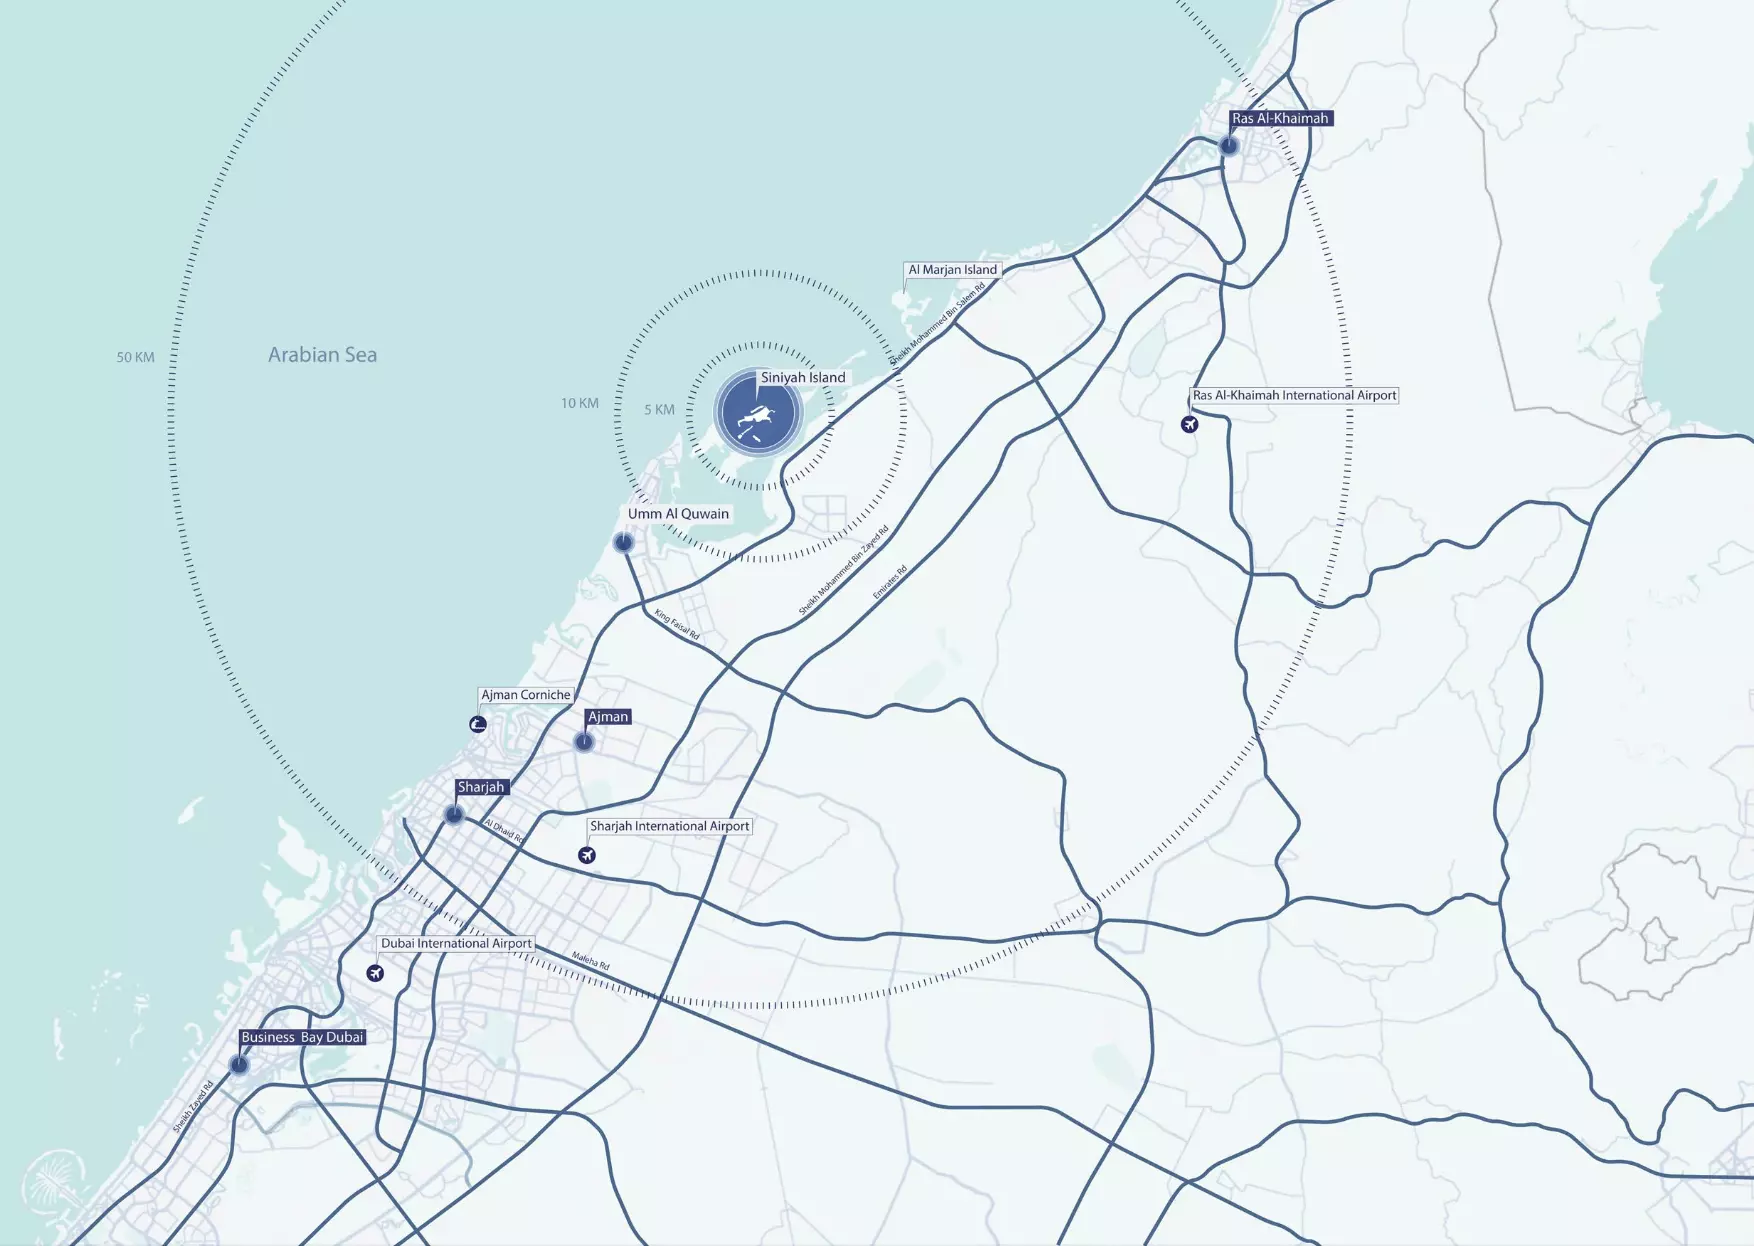 Ras Al-Khaimah
Al Marjan Island
Sheikh Mohammed Bin Salem Rd
50 KM
Arabian Sea
Siniyah Island
10 KM
5 KM
Ras Al-Khaimah International Airport
Umm Al Quwain
Sheikh Mohammed Bin Zayed Rd
Emirates Rd
King Faisal Rd
Ajman Corniche
Ajman
Sharjah
Al Dhaid Rd
Sharjah International Airport
Dubai International Airport
Maleha Rd
Business Bay Dubai
Sheikh Zayed Rd